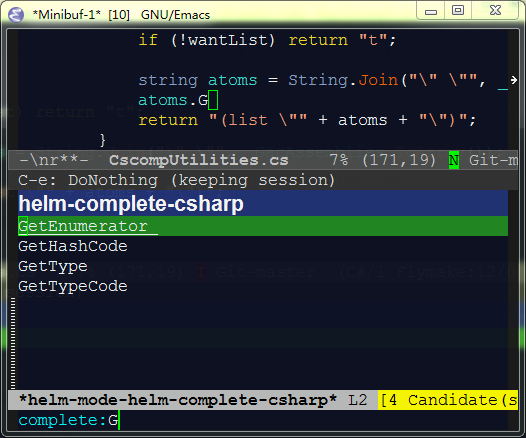 *Minibuf-1* [10] GNU/Emacs
if (!wantList) return "t";
string atoms = String.Join("\" \"", _
atoms.G
return "(list \"" + atoms + "\")";
}
-\nr**- CscompUtilities.cs 7% (171,19) N Git-m
C-e: DoNothing (keeping session)
helm-complete-csharp
GetEnumerator
GetHashCode
GetType
GetTypeCode
*helm-mode-helm-complete-csharp* L2 [4 Candidate(s
complete:G